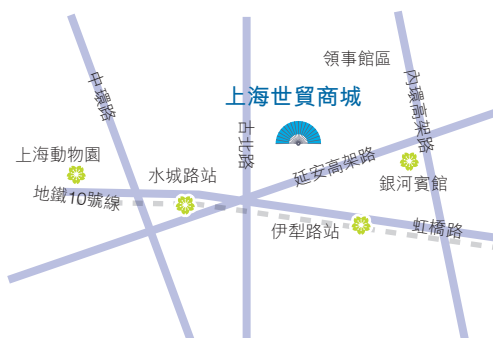 領事館區
中環路
內環高架路
上海世貿商城
古北路
上海動物園
延安高架路
水城路站
銀河賓館
地鐵10號線
伊犁路站
虹橋路